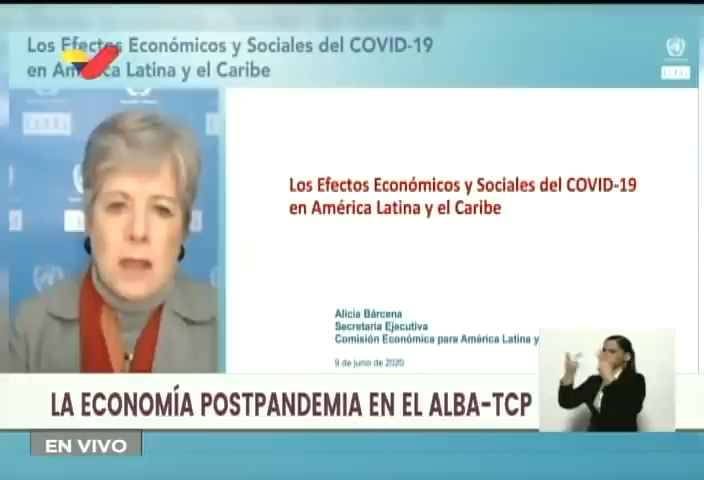 Los Efectos Económicos y Sociales del COVID-19
en América Latina y el Caribe
Los Efectos Económicos y Sociales del COVID-19
en América Latina y el Caribe
Alicia Bárcena
Secretaria Ejecutiva
Comisión Económica para América Latina y
9 de junio de 2020
LA ECONOMÍA POSTPANDEMIA EN EL ALBA-TCP
EN VIVO